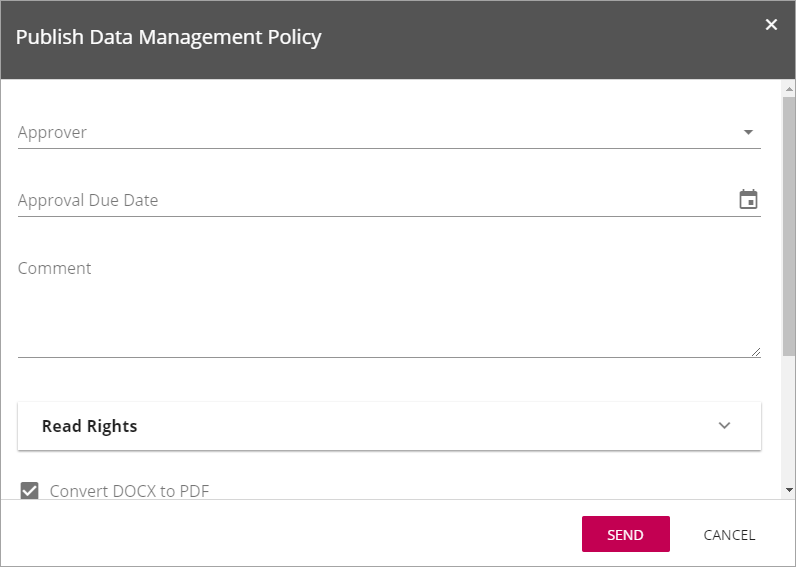 Publish Data Management Policy
Approver
Approval Due Date
Comment
Read Rights
Convert DOCX to PDF
SEND
CANCEL